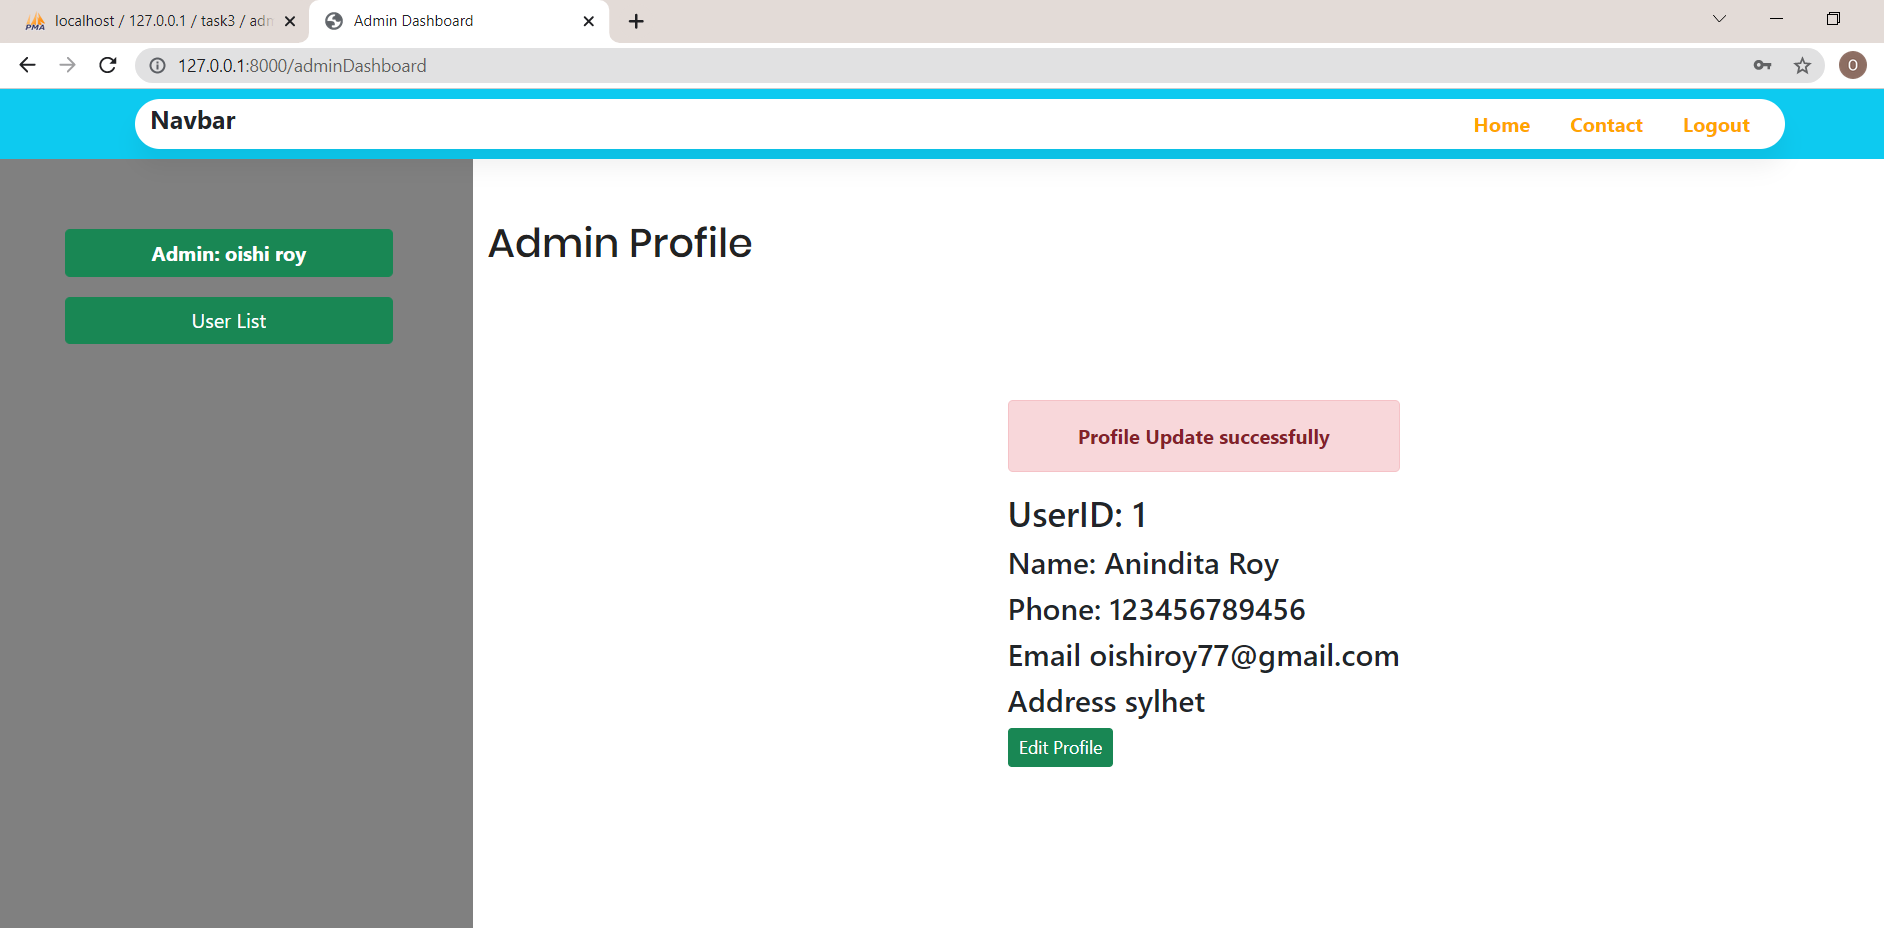 PMA localhost / 127.0.0.1 / task3 / adn
Admin Dashboard
127.0.0.1:8000/adminDashboard
O
Navbar
Home
Contact
Logout
Admin: oishi roy
User List
Admin Profile
Profile Update successfully
UserID: 1
Name: Anindita Roy
Phone: 123456789456
Email oishiroy77@gmail.com
Address sylhet
Edit Profile